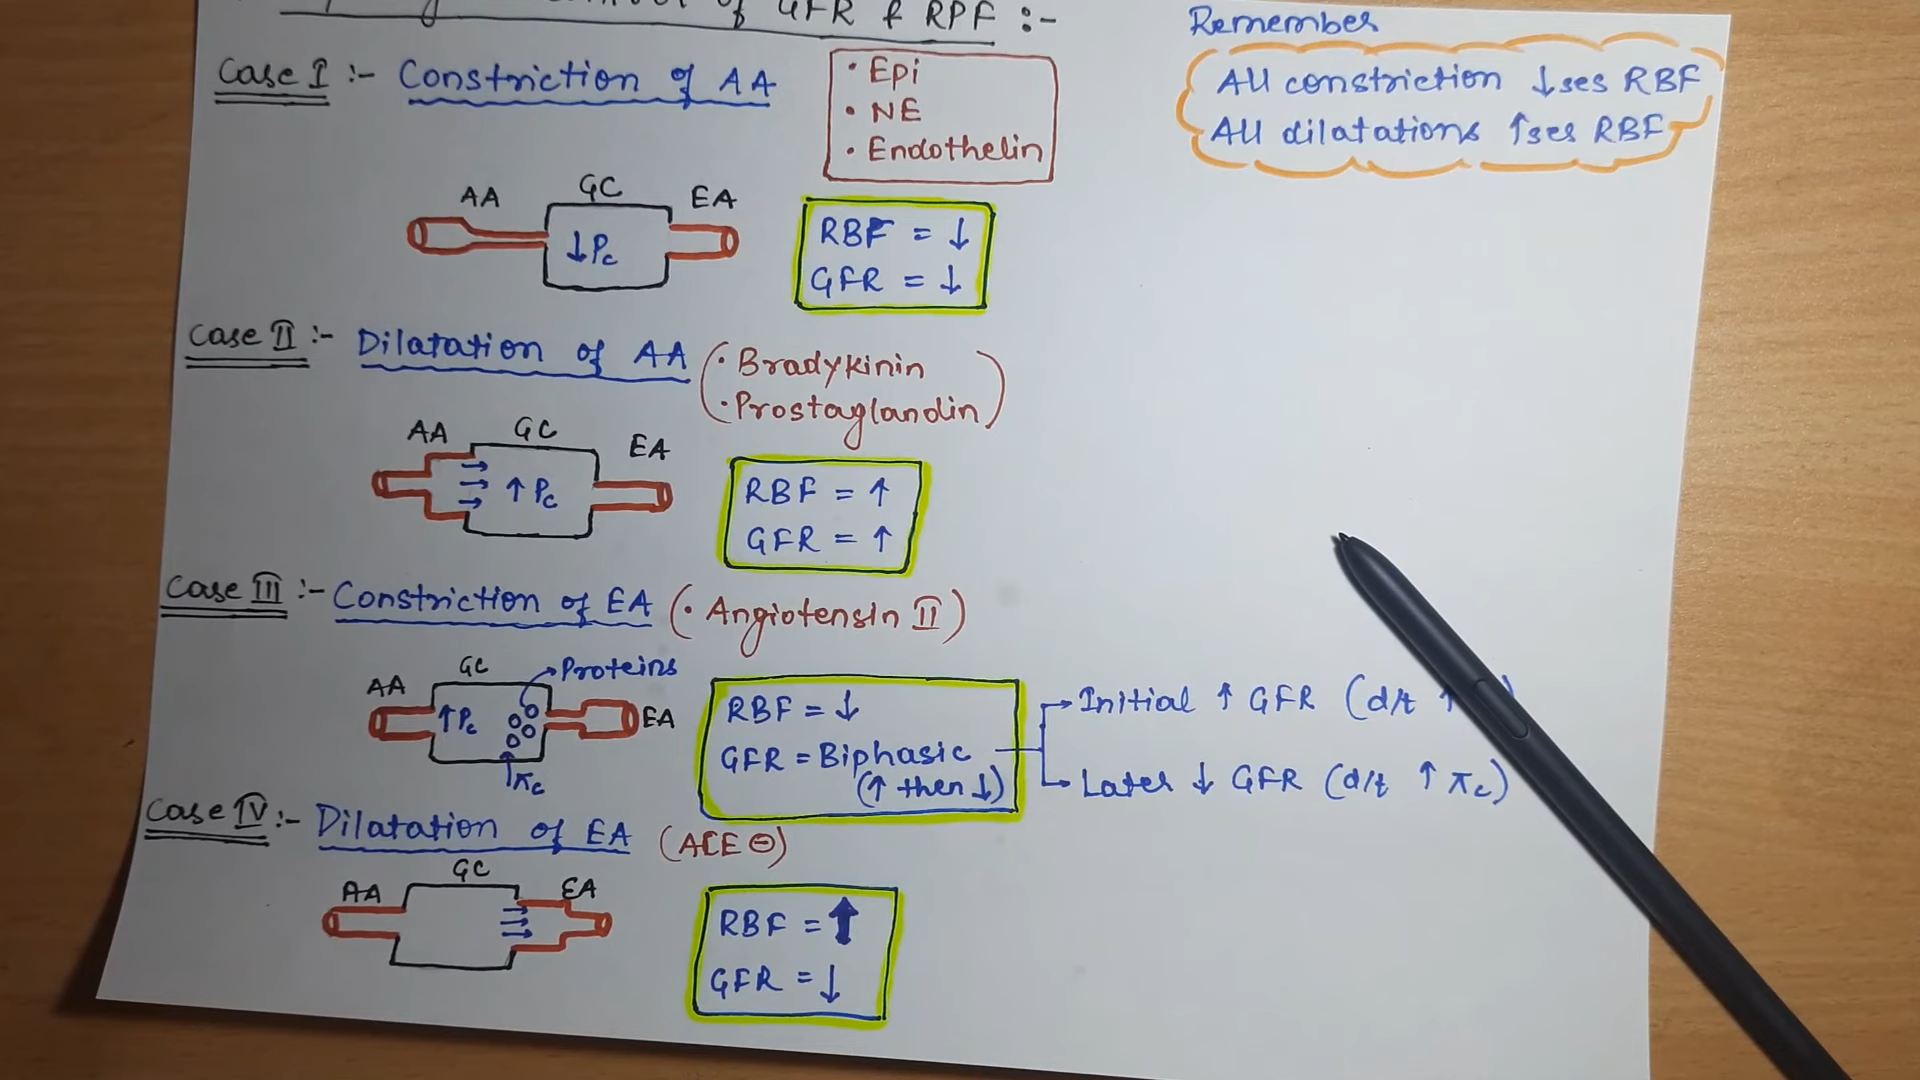 of GFR & RPF :-
Remember
All constriction ↓ses RBF
All dilatations ↑ses RBF
Case I :- Constriction of AA
• Epi
• NE
• Endothelin
AA GC EA
↓Pc
RBF = ↓
GFR = ↓
Case II :- Dilatation of AA
• Bradykinin
• Prostaglandin
AA GC EA
↑ Pc
RBF = ↑
GFR = ↑
Case III :- Constriction of EA (• Angiotensin II)
AA GC Proteins
↑Pc EA
↑πc
RBF = ↓
GFR = Biphasic
(↑ then ↓)
Initial ↑ GFR (d/t ↑
Later ↓ GFR (d/t ↑ πc)
Case IV :- Dilatation of EA (ACE ⊖)
AA GC EA
RBF = ↑
GFR = ↓